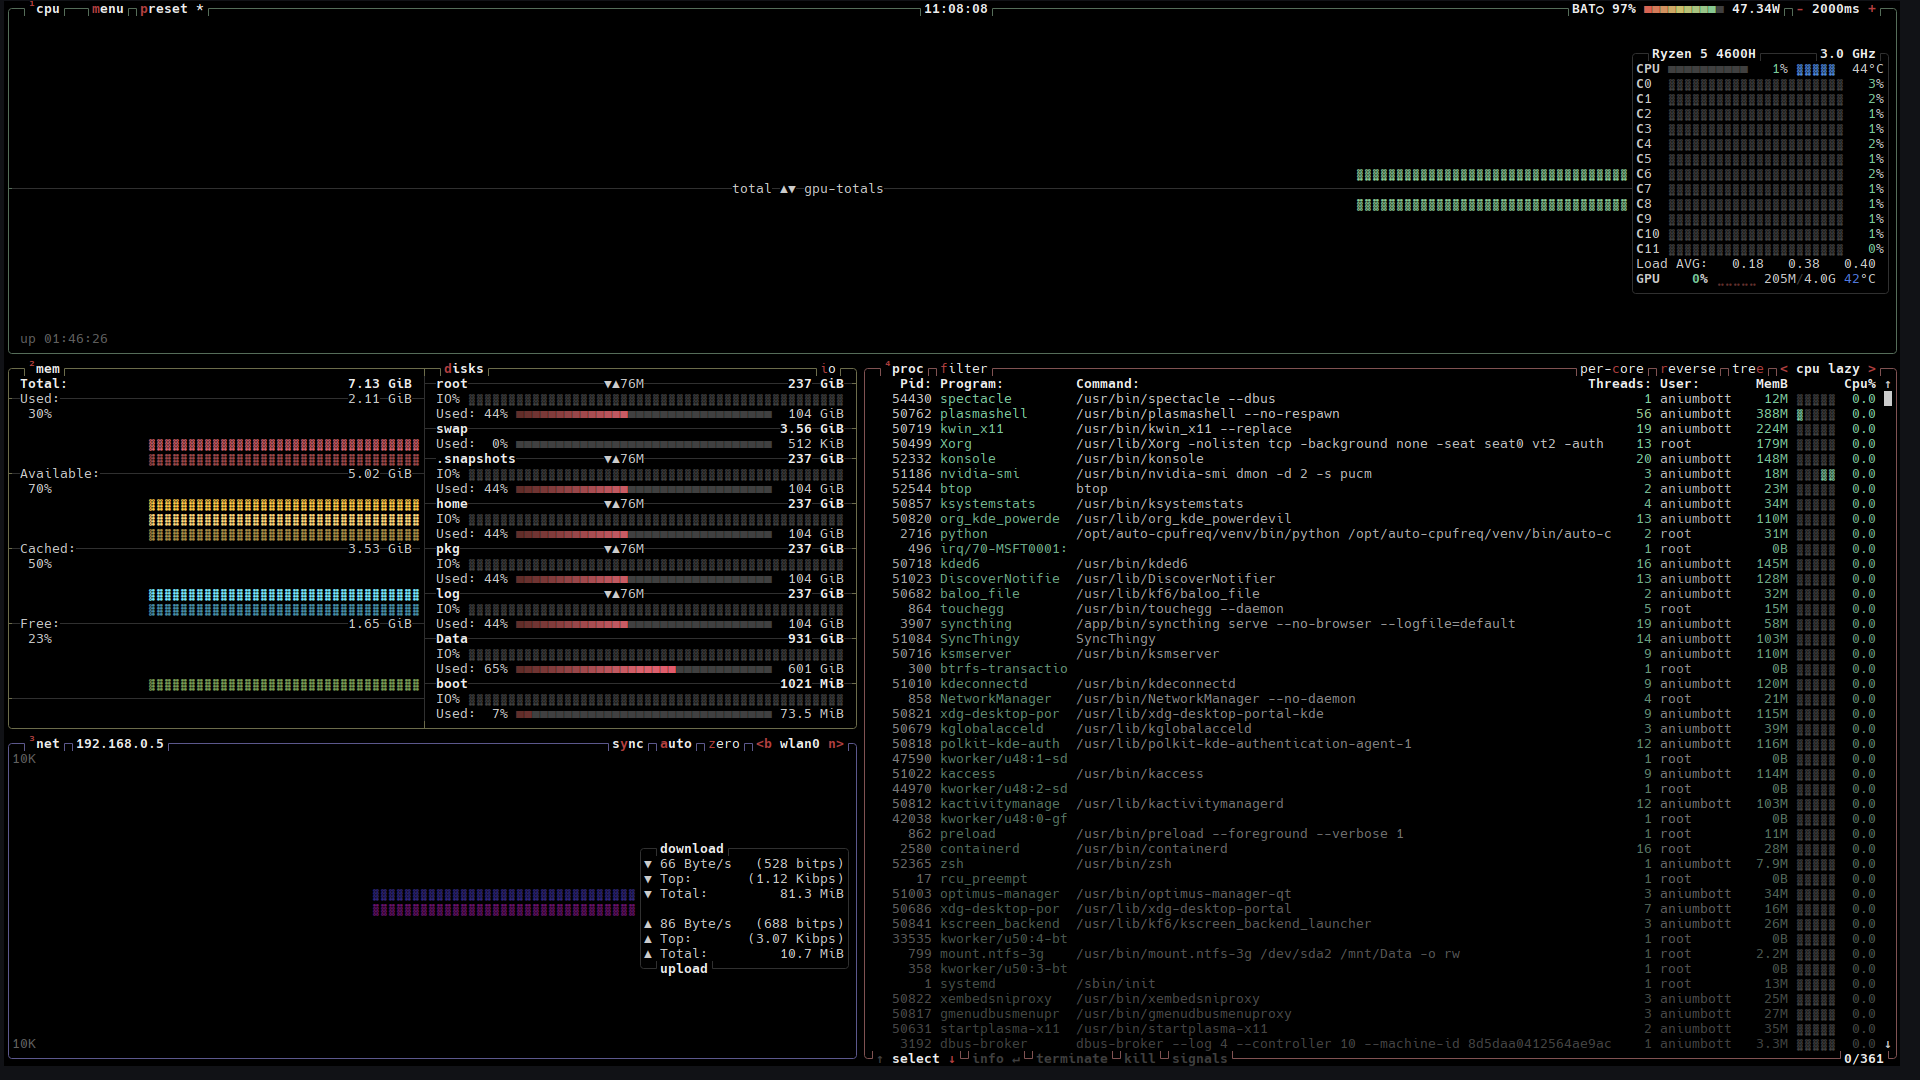 ¹cpu menu preset * 11:08:08 BAT○ 97% 47.34W - 2000ms +
Ryzen 5 4600H 3.0 GHz
CPU 1% 44°C
C0 3%
C1 2%
C2 1%
C3 1%
C4 2%
C5 1%
C6 2%
total ▲▼ gpu-totals
C7 1%
C8 1%
C9 1%
C10 1%
C11 0%
Load AVG: 0.18 0.38 0.40
GPU 0% 205M/4.0G 42°C
up 01:46:26
²mem
Total: 7.13 GiB
Used: 2.11 GiB
30%
Available: 5.02 GiB
70%
Cached: 3.53 GiB
50%
Free: 1.65 GiB
23%
disks io
root ▼▲76M 237 GiB
IO%
Used: 44% 104 GiB
swap 3.56 GiB
Used: 0% 512 KiB
.snapshots ▼▲76M 237 GiB
IO%
Used: 44% 104 GiB
home ▼▲76M 237 GiB
IO%
Used: 44% 104 GiB
pkg ▼▲76M 237 GiB
IO%
Used: 44% 104 GiB
log ▼▲76M 237 GiB
IO%
Used: 44% 104 GiB
Data 931 GiB
IO%
Used: 65% 601 GiB
boot 1021 MiB
IO%
Used: 7% 73.5 MiB
³net 192.168.0.5 sync auto zero <b wlan0 n>
10K
download
▼ 66 Byte/s (528 bitps)
▼ Top: (1.12 Kibps)
▼ Total: 81.3 MiB
▲ 86 Byte/s (688 bitps)
▲ Top: (3.07 Kibps)
▲ Total: 10.7 MiB
upload
10K
⁴proc filter per-core reverse tree < cpu lazy >
Pid: Program: Command: Threads: User: MemB Cpu% ↑
54430 spectacle /usr/bin/spectacle --dbus 1 aniumbott 12M 0.0
50762 plasmashell /usr/bin/plasmashell --no-respawn 56 aniumbott 388M 0.0
50719 kwin_x11 /usr/bin/kwin_x11 --replace 19 aniumbott 224M 0.0
50499 Xorg /usr/lib/Xorg -nolisten tcp -background none -seat seat0 vt2 -auth 13 root 179M 0.0
52332 konsole /usr/bin/konsole 20 aniumbott 148M 0.0
51186 nvidia-smi /usr/bin/nvidia-smi dmon -d 2 -s pucm 3 aniumbott 18M 0.0
52544 btop btop 2 aniumbott 23M 0.0
50857 ksystemstats /usr/bin/ksystemstats 4 aniumbott 34M 0.0
50820 org_kde_powerde /usr/lib/org_kde_powerdevil 13 aniumbott 110M 0.0
2716 python /opt/auto-cpufreq/venv/bin/python /opt/auto-cpufreq/venv/bin/auto-c 2 root 31M 0.0
496 irq/70-MSFT0001: 1 root 0B 0.0
50718 kded6 /usr/bin/kded6 16 aniumbott 145M 0.0
51023 DiscoverNotifie /usr/lib/DiscoverNotifier 13 aniumbott 128M 0.0
50682 baloo_file /usr/lib/kf6/baloo_file 2 aniumbott 32M 0.0
864 touchegg /usr/bin/touchegg --daemon 5 root 15M 0.0
3907 syncthing /app/bin/syncthing serve --no-browser --logfile=default 19 aniumbott 58M 0.0
51084 SyncThingy SyncThingy 14 aniumbott 103M 0.0
50716 ksmserver /usr/bin/ksmserver 9 aniumbott 110M 0.0
300 btrfs-transactio 1 root 0B 0.0
51010 kdeconnectd /usr/bin/kdeconnectd 9 aniumbott 120M 0.0
858 NetworkManager /usr/bin/NetworkManager --no-daemon 4 root 21M 0.0
50821 xdg-desktop-por /usr/lib/xdg-desktop-portal-kde 9 aniumbott 115M 0.0
50679 kglobalacceld /usr/lib/kglobalacceld 3 aniumbott 39M 0.0
50818 polkit-kde-auth /usr/lib/polkit-kde-authentication-agent-1 12 aniumbott 116M 0.0
47590 kworker/u48:1-sd 1 root 0B 0.0
51022 kaccess /usr/bin/kaccess 9 aniumbott 114M 0.0
44970 kworker/u48:2-sd 1 root 0B 0.0
50812 kactivitymanage /usr/lib/kactivitymanagerd 12 aniumbott 103M 0.0
42038 kworker/u48:0-gf 1 root 0B 0.0
862 preload /usr/bin/preload --foreground --verbose 1 1 root 11M 0.0
2580 containerd /usr/bin/containerd 16 root 28M 0.0
52365 zsh /usr/bin/zsh 1 aniumbott 7.9M 0.0
17 rcu_preempt 1 root 0B 0.0
51003 optimus-manager /usr/bin/optimus-manager-qt 3 aniumbott 34M 0.0
50686 xdg-desktop-por /usr/lib/xdg-desktop-portal 7 aniumbott 16M 0.0
50841 kscreen_backend /usr/lib/kf6/kscreen_backend_launcher 3 aniumbott 26M 0.0
33535 kworker/u50:4-bt 1 root 0B 0.0
799 mount.ntfs-3g /usr/bin/mount.ntfs-3g /dev/sda2 /mnt/Data -o rw 1 root 2.2M 0.0
358 kworker/u50:3-bt 1 root 0B 0.0
1 systemd /sbin/init 1 root 13M 0.0
50822 xembedsniproxy /usr/bin/xembedsniproxy 3 aniumbott 25M 0.0
50817 gmenudbusmenupr /usr/bin/gmenudbusmenuproxy 3 aniumbott 27M 0.0
50631 startplasma-x11 /usr/bin/startplasma-x11 2 aniumbott 35M 0.0
3192 dbus-broker dbus-broker --log 4 --controller 10 --machine-id 8d5daa0412564ae9ac 1 aniumbott 3.3M 0.0 ↓
↑ select ↓ info ↵ terminate kill signals 0/361